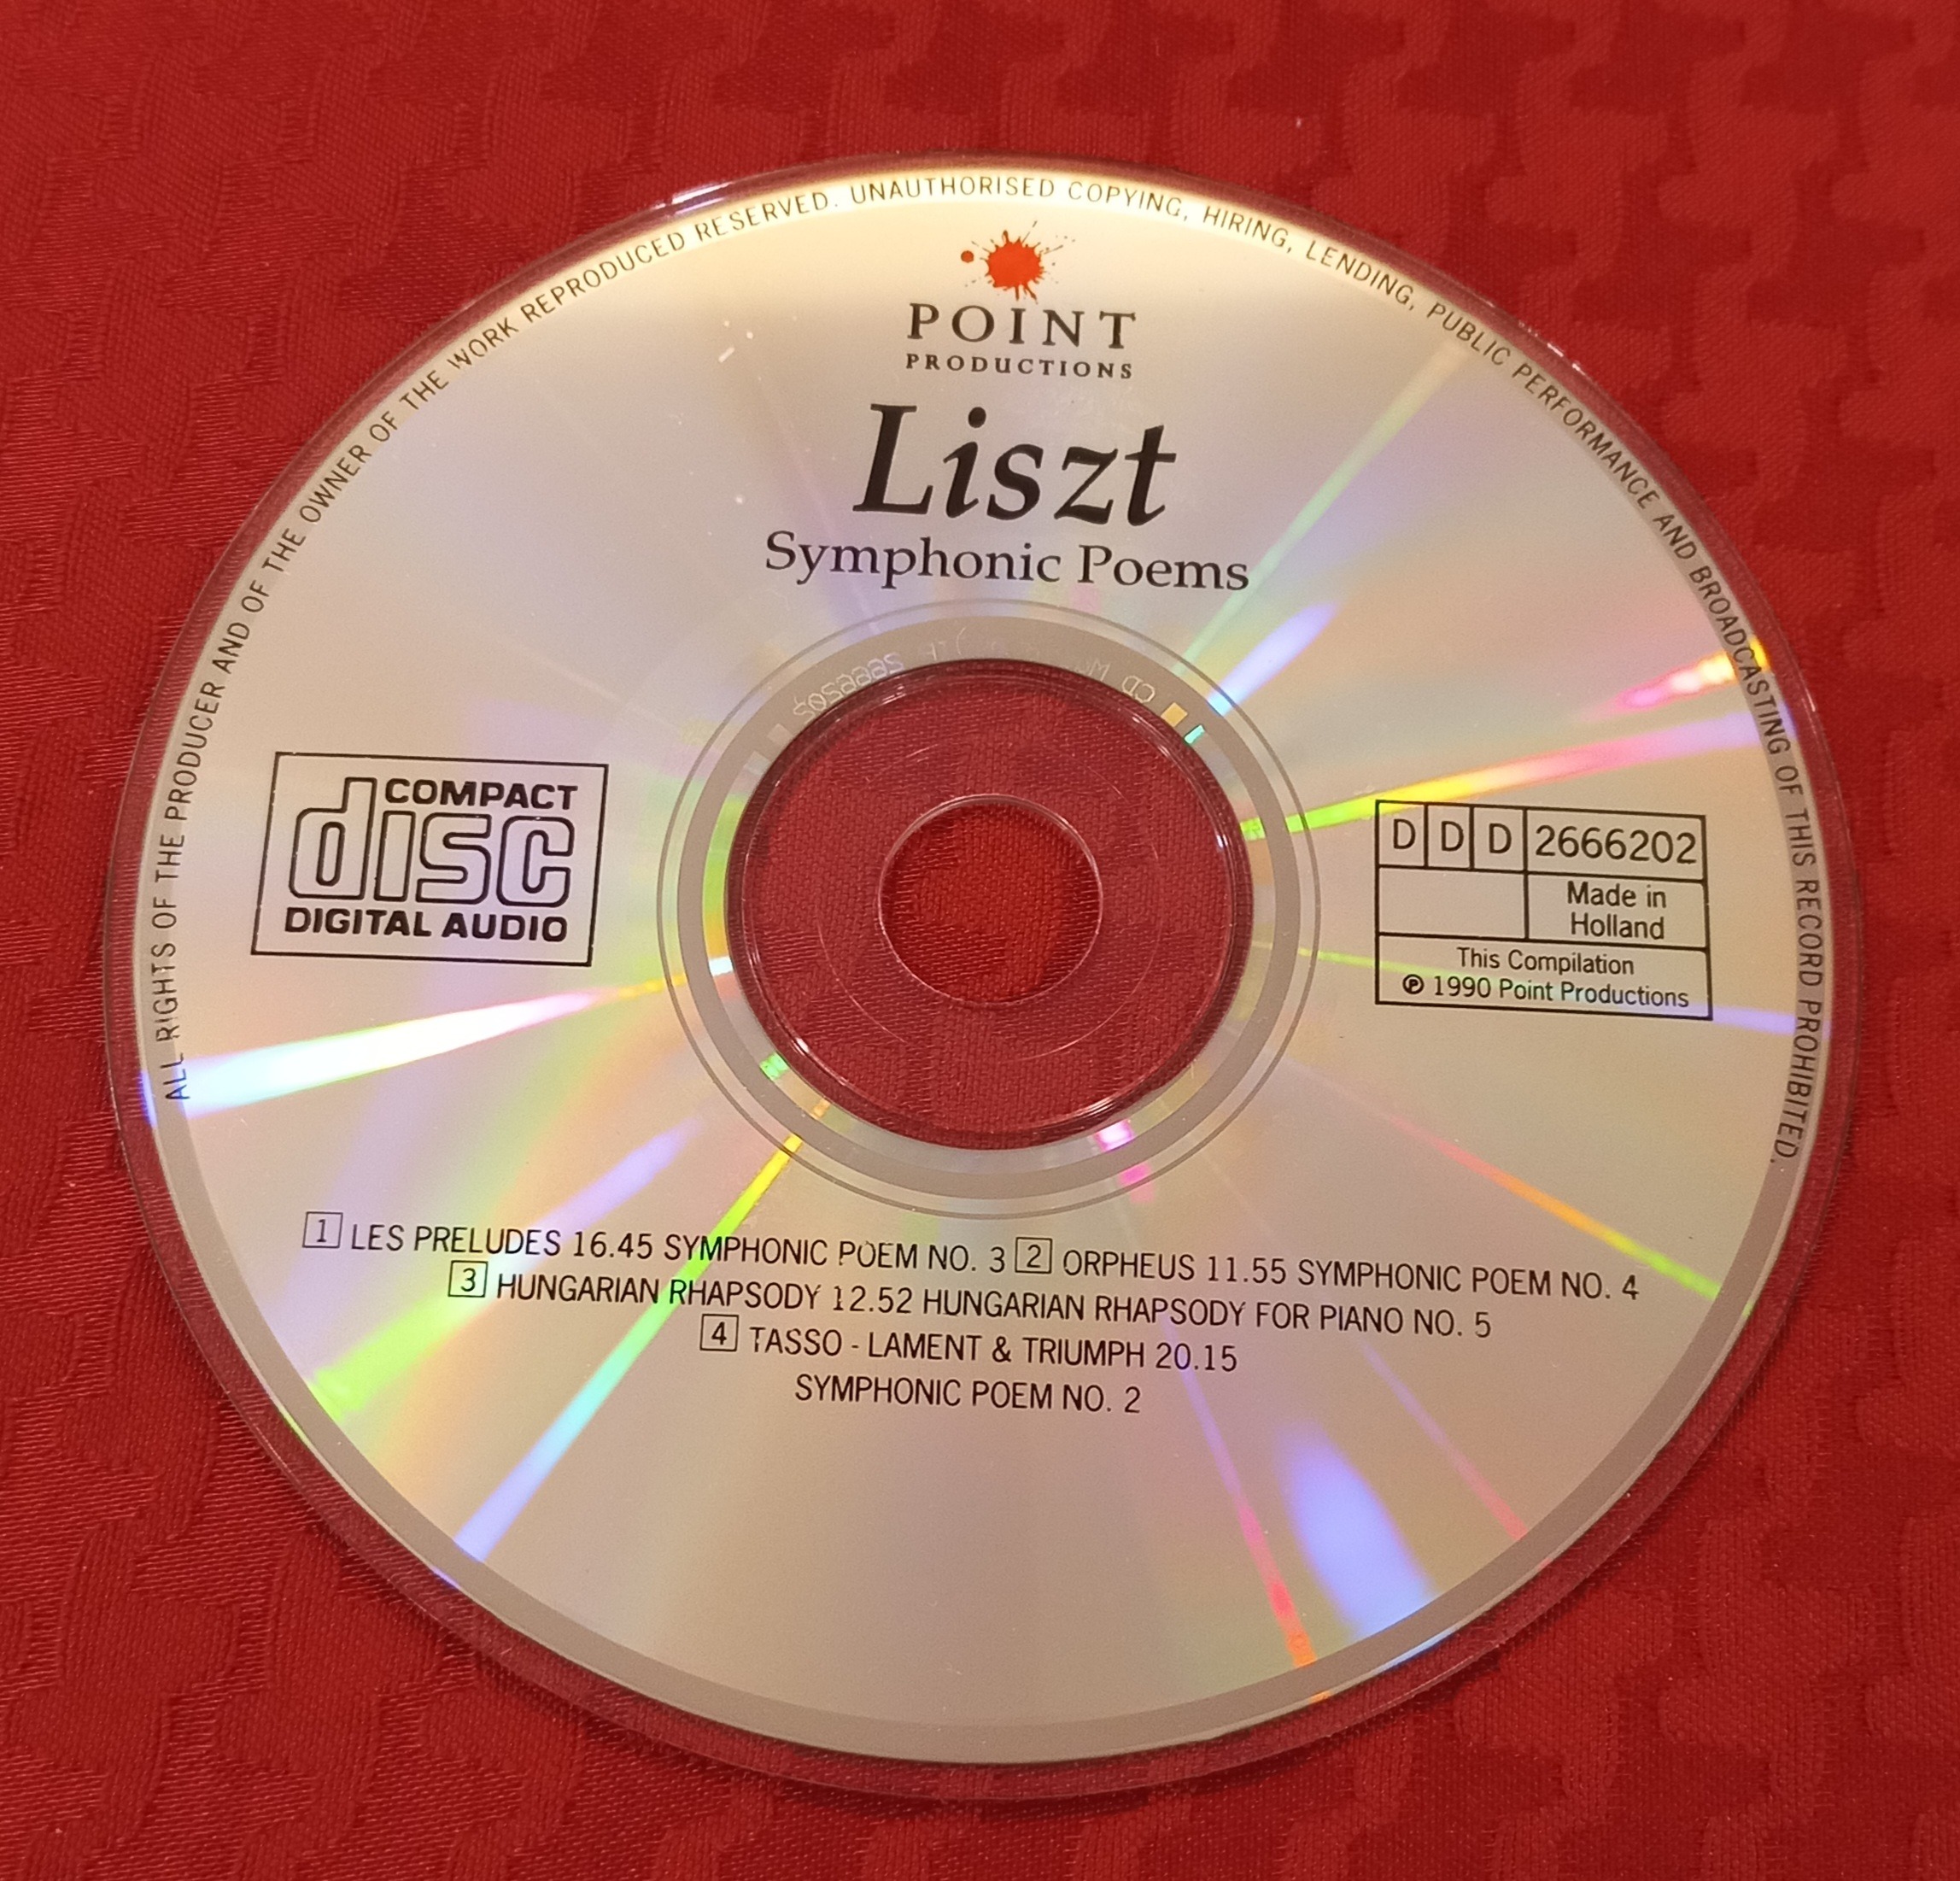 ALL RIGHTS OF THE PRODUCER AND OF THE OWNER OF THE WORK REPRODUCED RESERVED. UNAUTHORISED COPYING, HIRING, LENDING, PUBLIC PERFORMANCE AND BROADCASTING OF THIS RECORD PROHIBITED.
POINT
PRODUCTIONS
Liszt
Symphonic Poems
COMPACT
disc
DIGITAL AUDIO
D D D 2666202
Made in
Holland
This Compilation
℗ 1990 Point Productions
1 LES PRELUDES 16.45 SYMPHONIC POEM NO. 3 2 ORPHEUS 11.55 SYMPHONIC POEM NO. 4
3 HUNGARIAN RHAPSODY 12.52 HUNGARIAN RHAPSODY FOR PIANO NO. 5
4 TASSO - LAMENT & TRIUMPH 20.15
SYMPHONIC POEM NO. 2